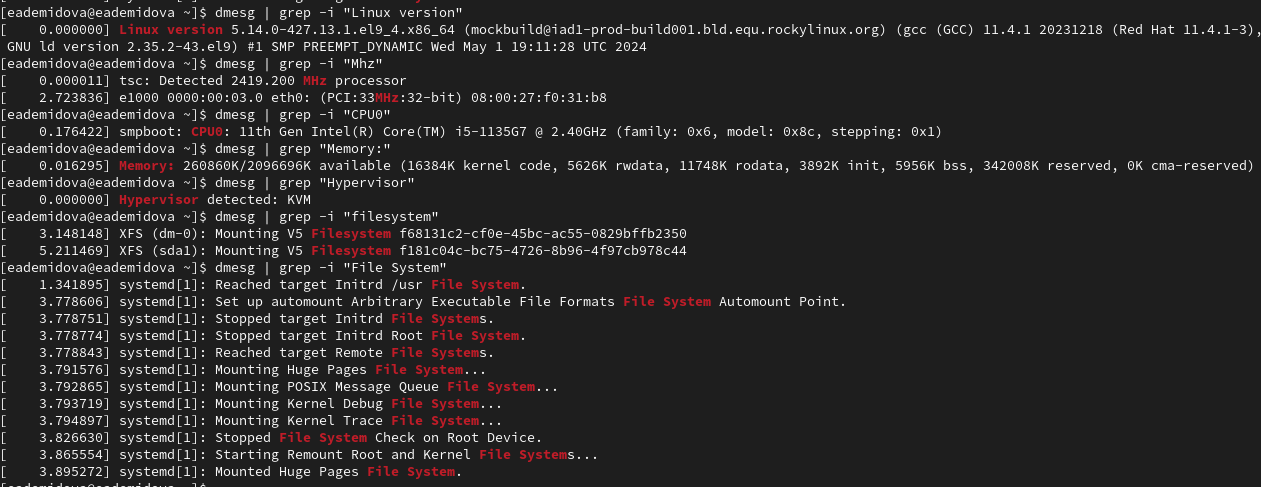 [eademidova@eademidova ~]$ dmesg | grep -i "Linux version"
[    0.000000] Linux version 5.14.0-427.13.1.el9_4.x86_64 (mockbuild@iad1-prod-build001.bld.equ.rockylinux.org) (gcc (GCC) 11.4.1 20231218 (Red Hat 11.4.1-3),
GNU ld version 2.35.2-43.el9) #1 SMP PREEMPT_DYNAMIC Wed May 1 19:11:28 UTC 2024
[eademidova@eademidova ~]$ dmesg | grep -i "Mhz"
[    0.000011] tsc: Detected 2419.200 MHz processor
[    2.723836] e1000 0000:00:03.0 eth0: (PCI:33MHz:32-bit) 08:00:27:f0:31:b8
[eademidova@eademidova ~]$ dmesg | grep -i "CPU0"
[    0.176422] smpboot: CPU0: 11th Gen Intel(R) Core(TM) i5-1135G7 @ 2.40GHz (family: 0x6, model: 0x8c, stepping: 0x1)
[eademidova@eademidova ~]$ dmesg | grep "Memory:"
[    0.016295] Memory: 260860K/2096696K available (16384K kernel code, 5626K rwdata, 11748K rodata, 3892K init, 5956K bss, 342008K reserved, 0K cma-reserved)
[eademidova@eademidova ~]$ dmesg | grep "Hypervisor"
[    0.000000] Hypervisor detected: KVM
[eademidova@eademidova ~]$ dmesg | grep -i "filesystem"
[    3.148148] XFS (dm-0): Mounting V5 Filesystem f68131c2-cf0e-45bc-ac55-0829bffb2350
[    5.211469] XFS (sda1): Mounting V5 Filesystem f181c04c-bc75-4726-8b96-4f97cb978c44
[eademidova@eademidova ~]$ dmesg | grep -i "File System"
[    1.341895] systemd[1]: Reached target Initrd /usr File System.
[    3.778606] systemd[1]: Set up automount Arbitrary Executable File Formats File System Automount Point.
[    3.778751] systemd[1]: Stopped target Initrd File Systems.
[    3.778774] systemd[1]: Stopped target Initrd Root File System.
[    3.778843] systemd[1]: Reached target Remote File Systems.
[    3.791576] systemd[1]: Mounting Huge Pages File System...
[    3.792865] systemd[1]: Mounting POSIX Message Queue File System...
[    3.793719] systemd[1]: Mounting Kernel Debug File System...
[    3.794897] systemd[1]: Mounting Kernel Trace File System...
[    3.826630] systemd[1]: Stopped File System Check on Root Device.
[    3.865554] systemd[1]: Starting Remount Root and Kernel File Systems...
[    3.895272] systemd[1]: Mounted Huge Pages File System.